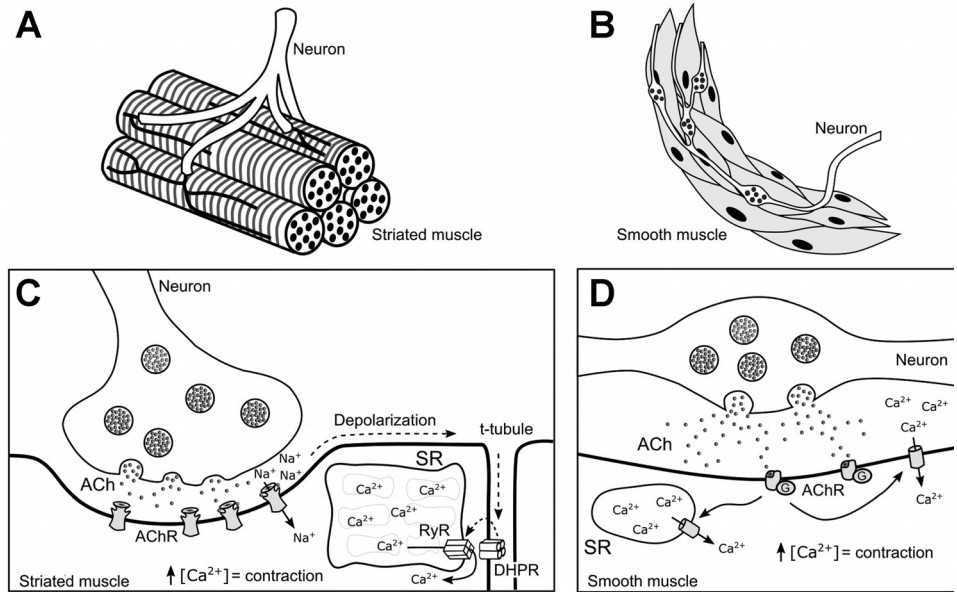 A
Neuron
Striated muscle
B
Neuron
Smooth muscle
C
Neuron
Depolarization
t-tubule
Na⁺
Na⁺ Na⁺
ACh
SR
Ca²⁺ Ca²⁺
Ca²⁺ Ca²⁺
Ca²⁺ RyR
AChR
Na⁺
DHPR
Ca²⁺
Striated muscle
↑ [Ca²⁺] = contraction
D
Neuron
Ca²⁺ Ca²⁺
Ca²⁺
ACh
G
G
AChR
Ca²⁺
Ca²⁺ Ca²⁺
Ca²⁺
SR
Ca²⁺
↑ [Ca²⁺] = contraction
Smooth muscle